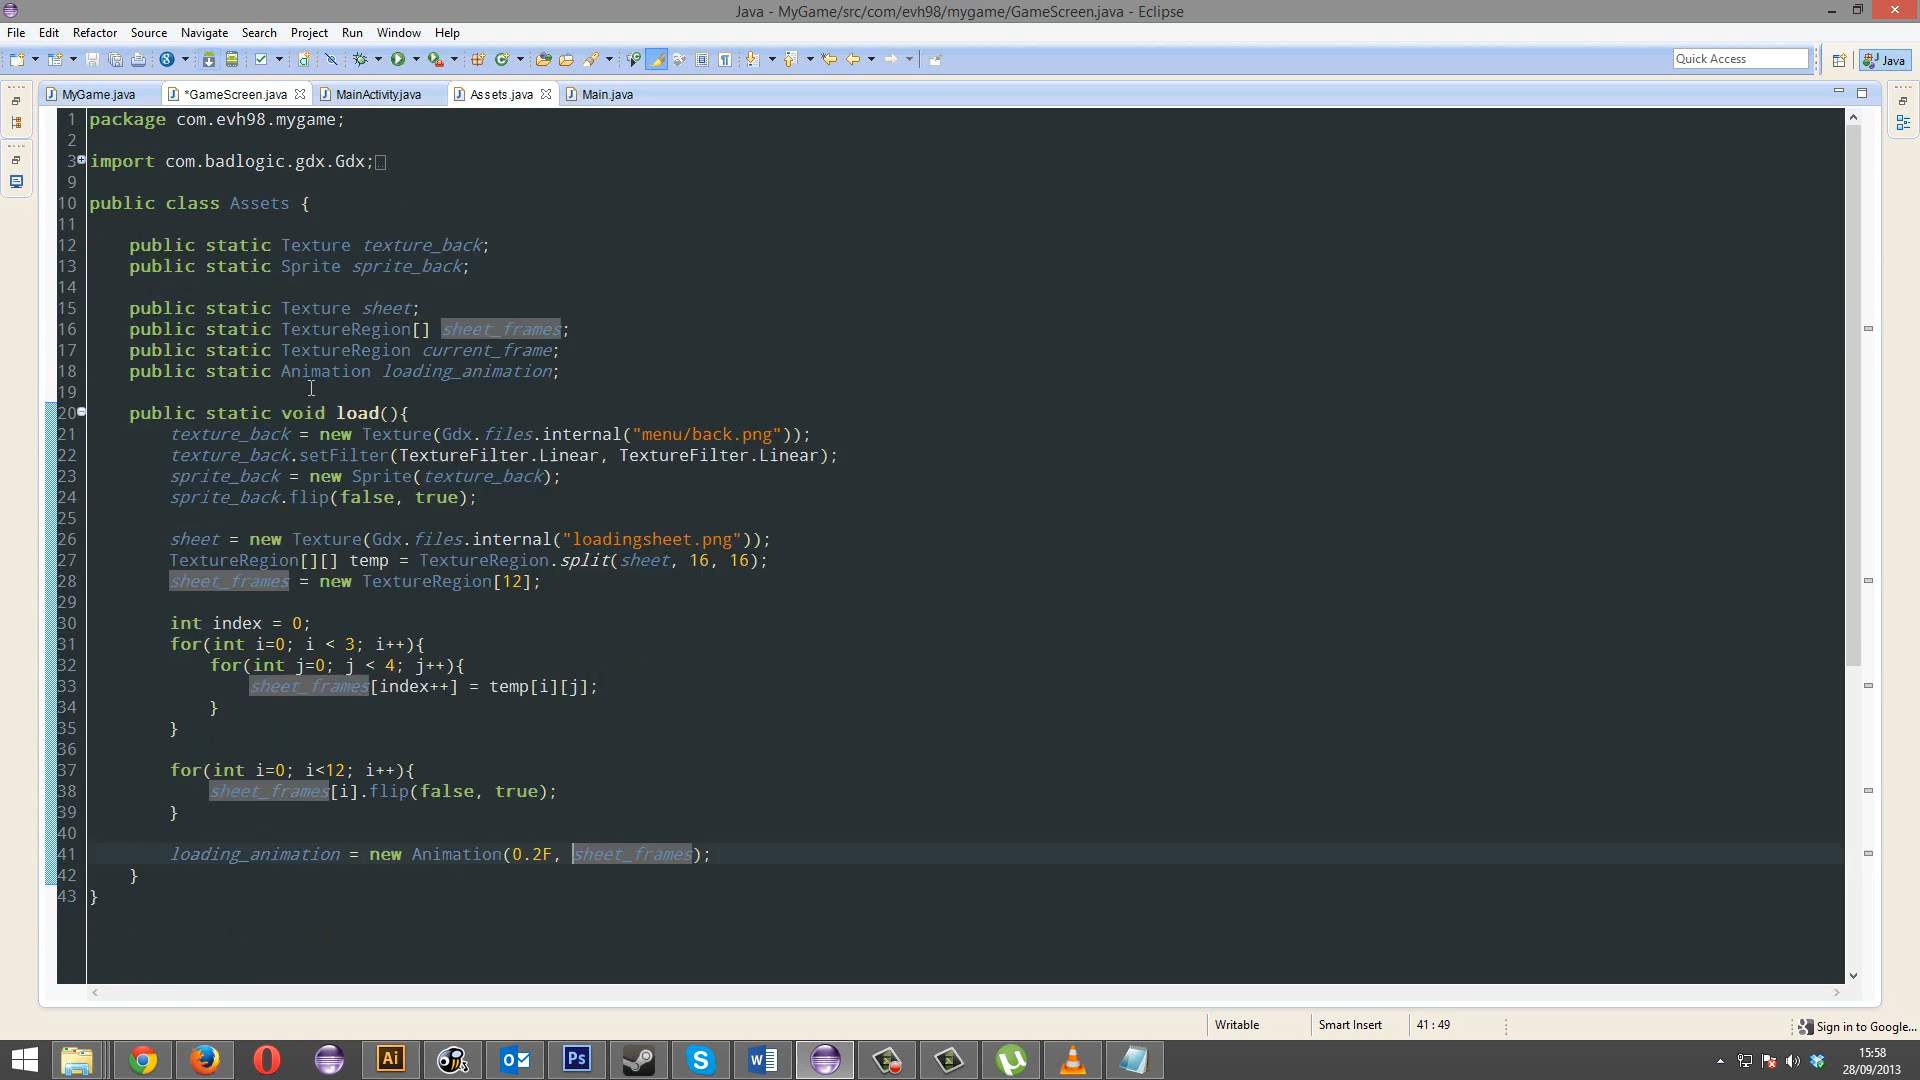 Java - MyGame/src/com/evh98/mygame/GameScreen.java - Eclipse
File Edit Refactor Source Navigate Search Project Run Window Help
Quick Access
Java
MyGame.java *GameScreen.java MainActivity.java Assets.java Main.java
1 package com.evh98.mygame;
2
3 import com.badlogic.gdx.Gdx;
9
10 public class Assets {
11
12 public static Texture texture_back;
13 public static Sprite sprite_back;
14
15 public static Texture sheet;
16 public static TextureRegion[] sheet_frames;
17 public static TextureRegion current_frame;
18 public static Animation loading_animation;
19
20 public static void load(){
21 texture_back = new Texture(Gdx.files.internal("menu/back.png"));
22 texture_back.setFilter(TextureFilter.Linear, TextureFilter.Linear);
23 sprite_back = new Sprite(texture_back);
24 sprite_back.flip(false, true);
25
26 sheet = new Texture(Gdx.files.internal("loadingsheet.png"));
27 TextureRegion[][] temp = TextureRegion.split(sheet, 16, 16);
28 sheet_frames = new TextureRegion[12];
29
30 int index = 0;
31 for(int i=0; i < 3; i++){
32 for(int j=0; j < 4; j++){
33 sheet_frames[index++] = temp[i][j];
34 }
35 }
36
37 for(int i=0; i<12; i++){
38 sheet_frames[i].flip(false, true);
39 }
40
41 loading_animation = new Animation(0.2F, sheet_frames);
42 }
43 }
Writable Smart Insert 41 : 49
Sign in to Google...
Ai Ps
15:58
28/09/2013